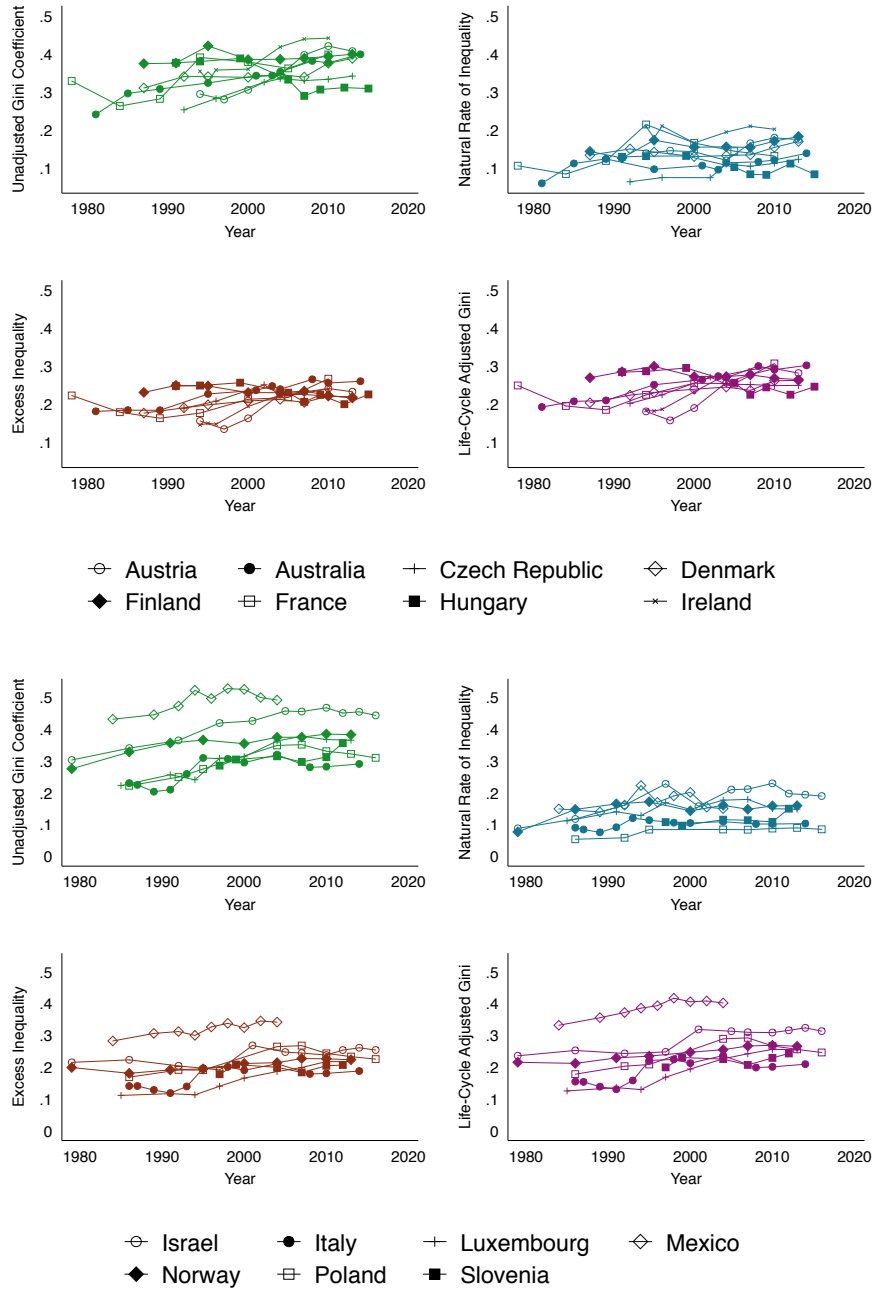 Unadjusted Gini Coefficient
.5
.4
.3
.2
.1
1980 1990 2000 2010 2020
Year
Natural Rate of Inequality
.5
.4
.3
.2
.1
1980 1990 2000 2010 2020
Year
Excess Inequality
.5
.4
.3
.2
.1
1980 1990 2000 2010 2020
Year
Life-Cycle Adjusted Gini
.5
.4
.3
.2
.1
1980 1990 2000 2010 2020
Year
Austria Australia Czech Republic Denmark
Finland France Hungary Ireland
Unadjusted Gini Coefficient
.5
.4
.3
.2
.1
0
1980 1990 2000 2010 2020
Year
Natural Rate of Inequality
.5
.4
.3
.2
.1
0
1980 1990 2000 2010 2020
Year
Excess Inequality
.5
.4
.3
.2
.1
0
1980 1990 2000 2010 2020
Year
Life-Cycle Adjusted Gini
.5
.4
.3
.2
.1
0
1980 1990 2000 2010 2020
Year
Israel Italy Luxembourg Mexico
Norway Poland Slovenia